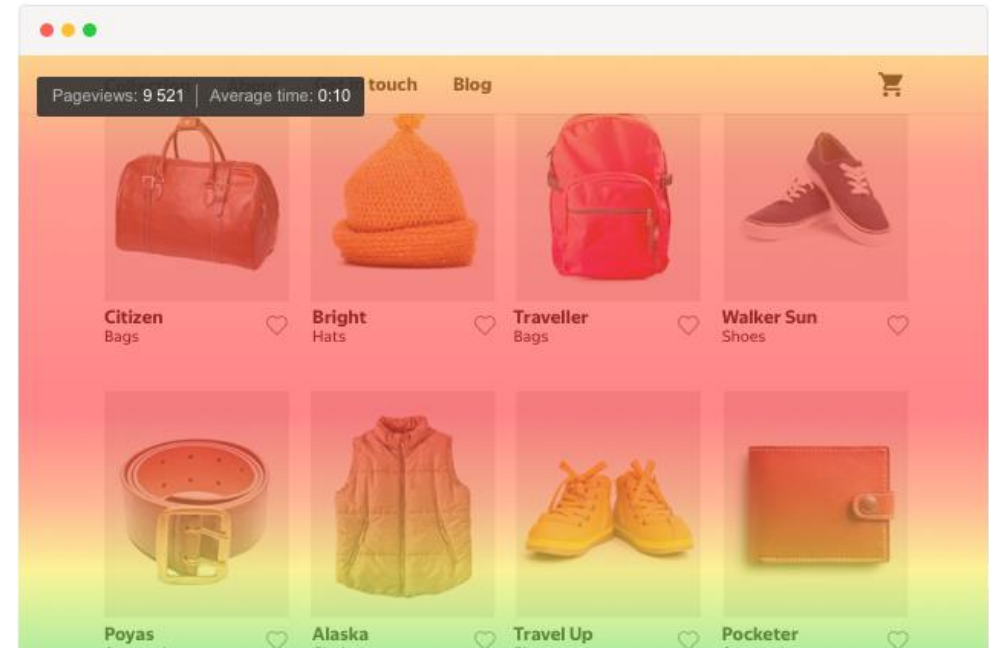 touch Blog
Pageviews: 9 521 | Average time: 0:10
Citizen Bright Traveller Walker Sun
Bags Hats Bags Shoes
Poyas Alaska Travel Up Pocketer